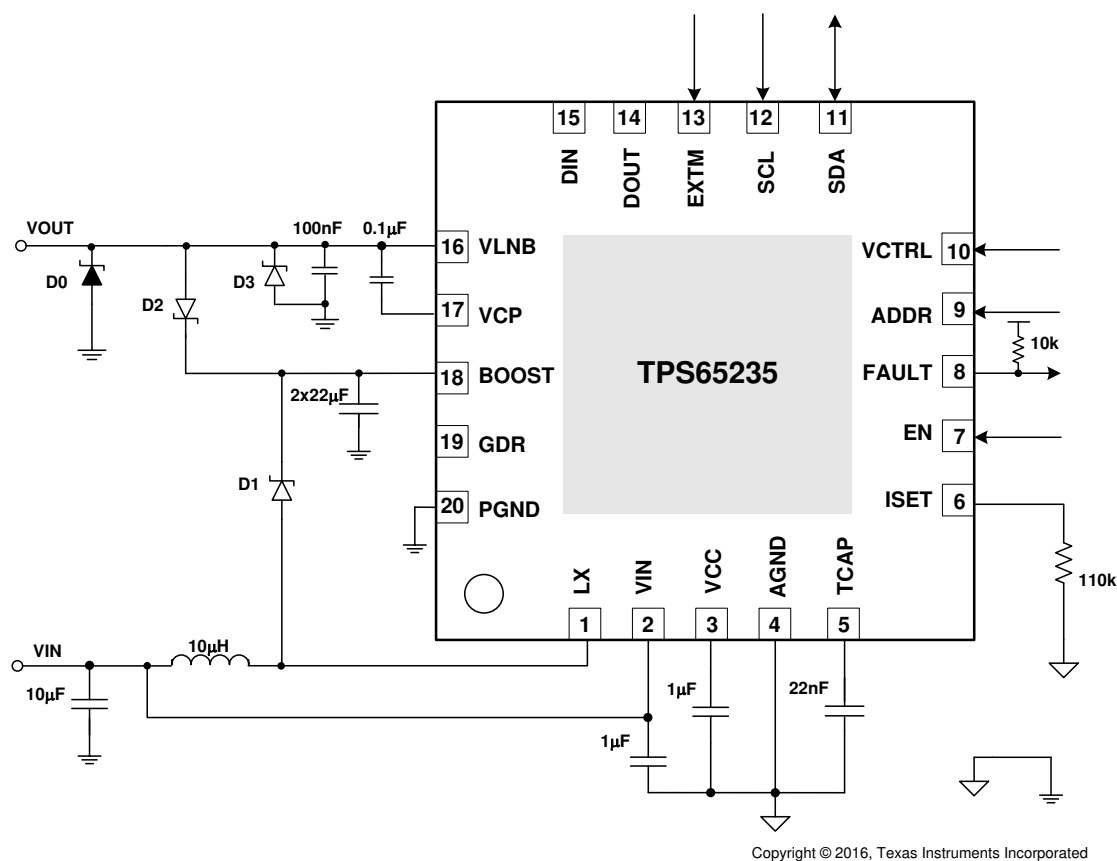 15
14
13
12
11
DIN
DOUT
EXTM
SCL
SDA
VOUT
100nF
0.1µF
16
VLNB
VCTRL
10
D0
D2
D3
17
VCP
ADDR
9
10k
TPS65235
18
BOOST
FAULT
8
2x22µF
19
GDR
EN
7
D1
20
PGND
ISET
6
LX
VIN
VCC
AGND
TCAP
110k
1
2
3
4
5
VIN
10µH
10µF
1µF
22nF
1µF
Copyright © 2016, Texas Instruments Incorporated